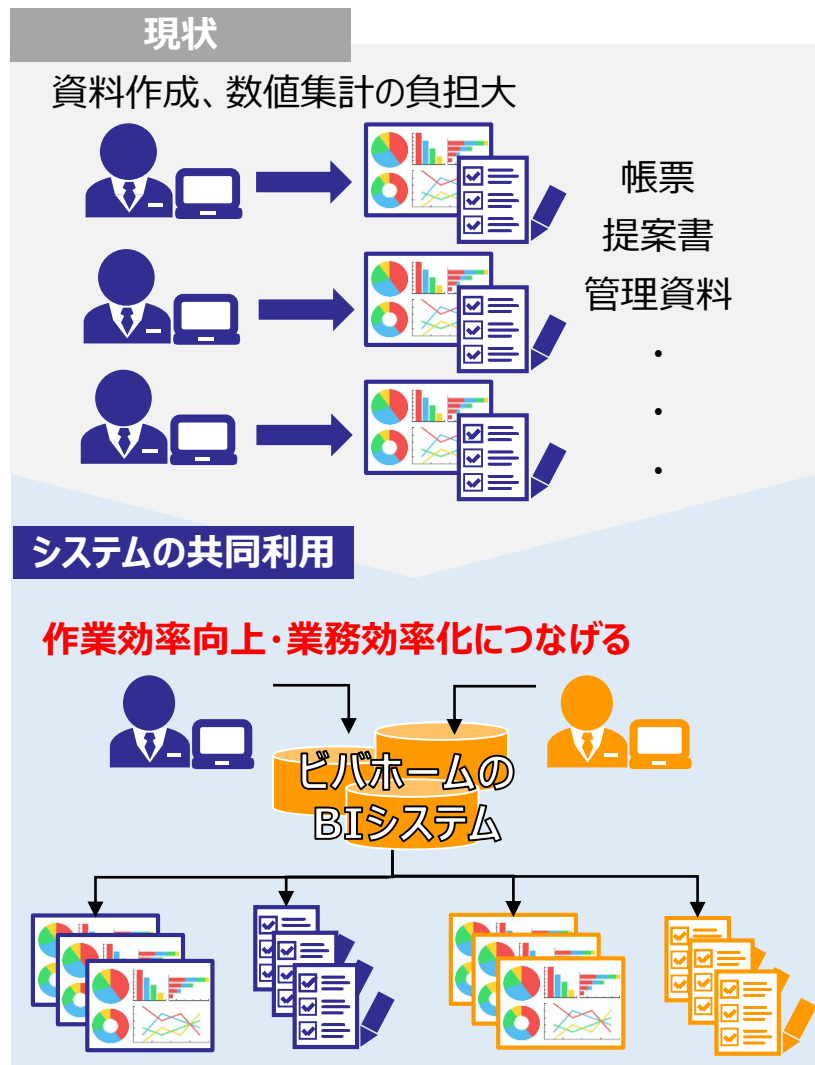 現状
資料作成、数値集計の負担大
帳票
提案書
管理資料
・
・
・
システムの共同利用
作業効率向上・業務効率化につなげる
ビバホームの
BIシステム